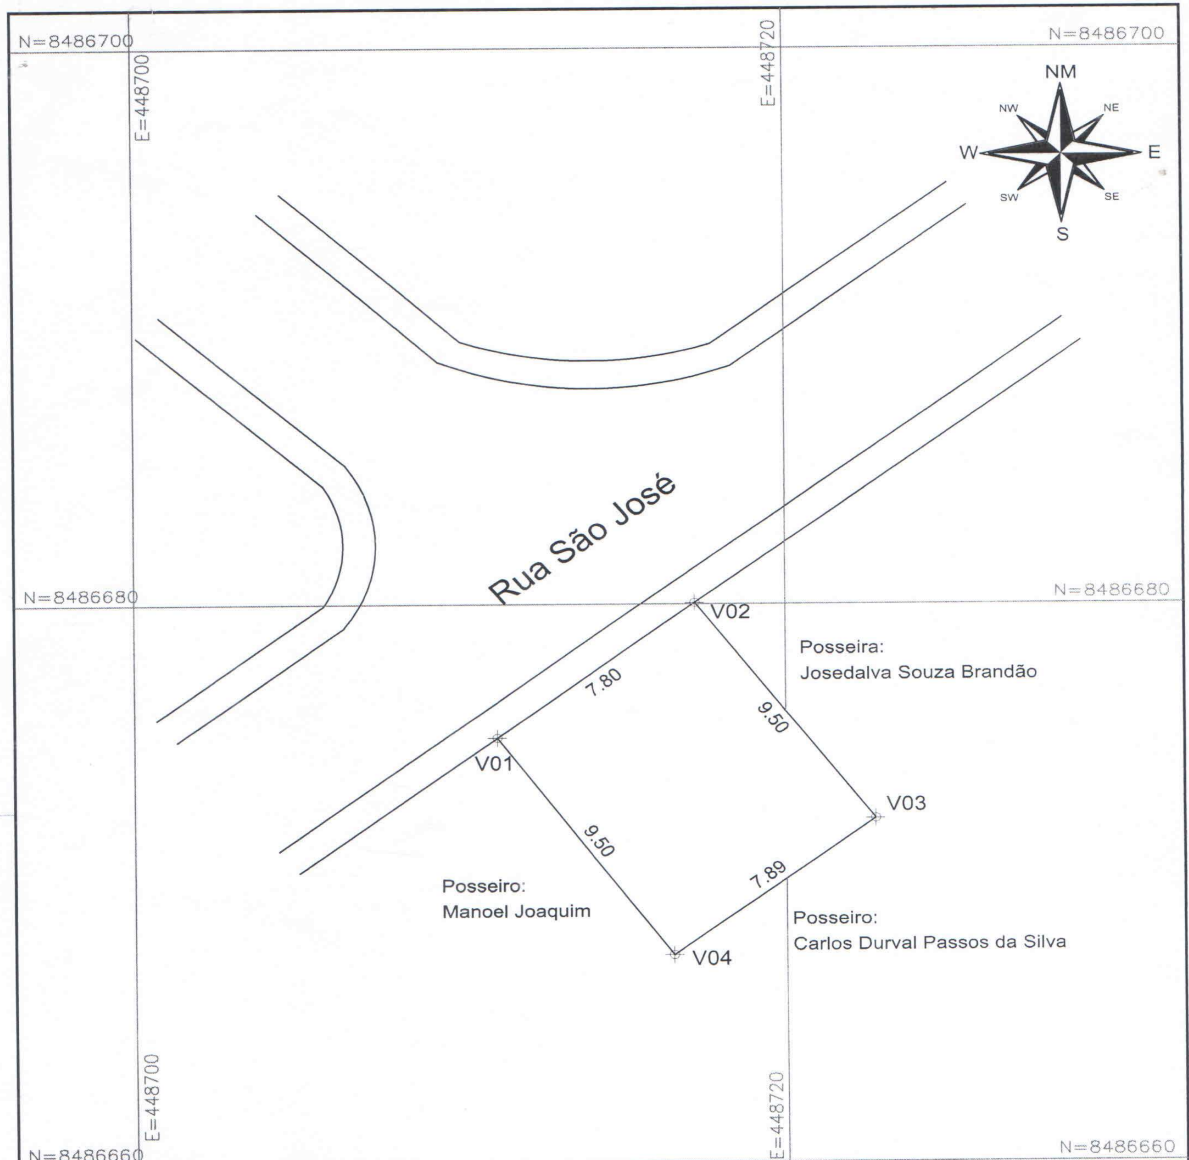 N=8486700
E=448700
E=448720
N=8486700
NM
NW
NE
W
E
SW
SE
S
Rua São José
N=8486680
N=8486680
V02
Posseira:
Josedalva Souza Brandão
7.80
9.50
V01
V03
9.50
7.89
Posseiro:
Manoel Joaquim
Posseiro:
Carlos Durval Passos da Silva
V04
E=448700
E=448720
N=8486660
N=8486660